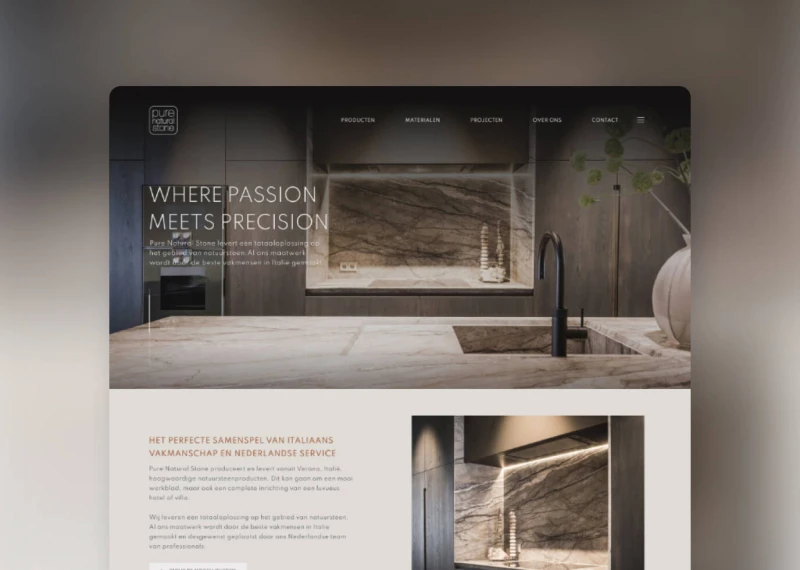 pure
natural
stone
PRODUCTEN MATERIALEN PROJECTEN OVER ONS CONTACT
WHERE PASSION
MEETS PRECISION
Pure Natural Stone levert een totaaloplossing op
het gebied van natuursteen. Al ons maatwerk
wordt door de beste vakmensen in Italie gemaakt
HET PERFECTE SAMENSPEL VAN ITALIAANS
VAKMANSCHAP EN NEDERLANDSE SERVICE
Pure Natural Stone produceert en levert vanuit Verona, Italië,
hoogwaardige natuursteenproducten. Dit kan gaan om een mooi
werkblad, maar ook een complete inrichting van een luxueus
hotel of villa.
Wij leveren een totaaloplossing op het gebied van natuursteen.
Al ons maatwerk wordt door de beste vakmensen in Italie
gemaakt en desgewenst geplaatst door ons Nederlandse team
van professionals.